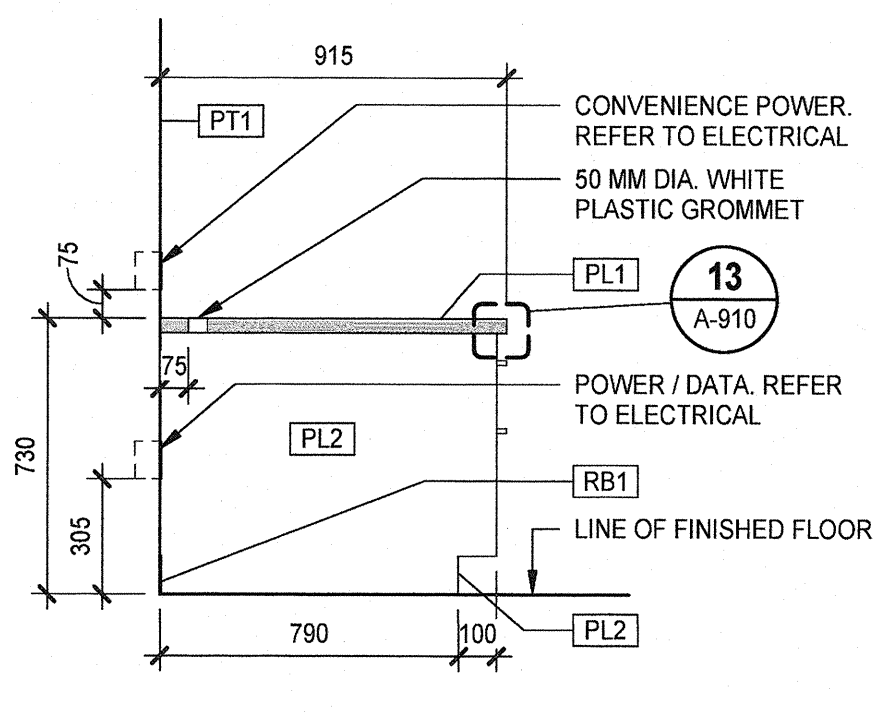 915
PT1
CONVENIENCE POWER.
REFER TO ELECTRICAL
50 MM DIA. WHITE
PLASTIC GROMMET
75
PL1
13
A-910
75
POWER / DATA. REFER
TO ELECTRICAL
PL2
730
RB1
305
LINE OF FINISHED FLOOR
790
100
PL2